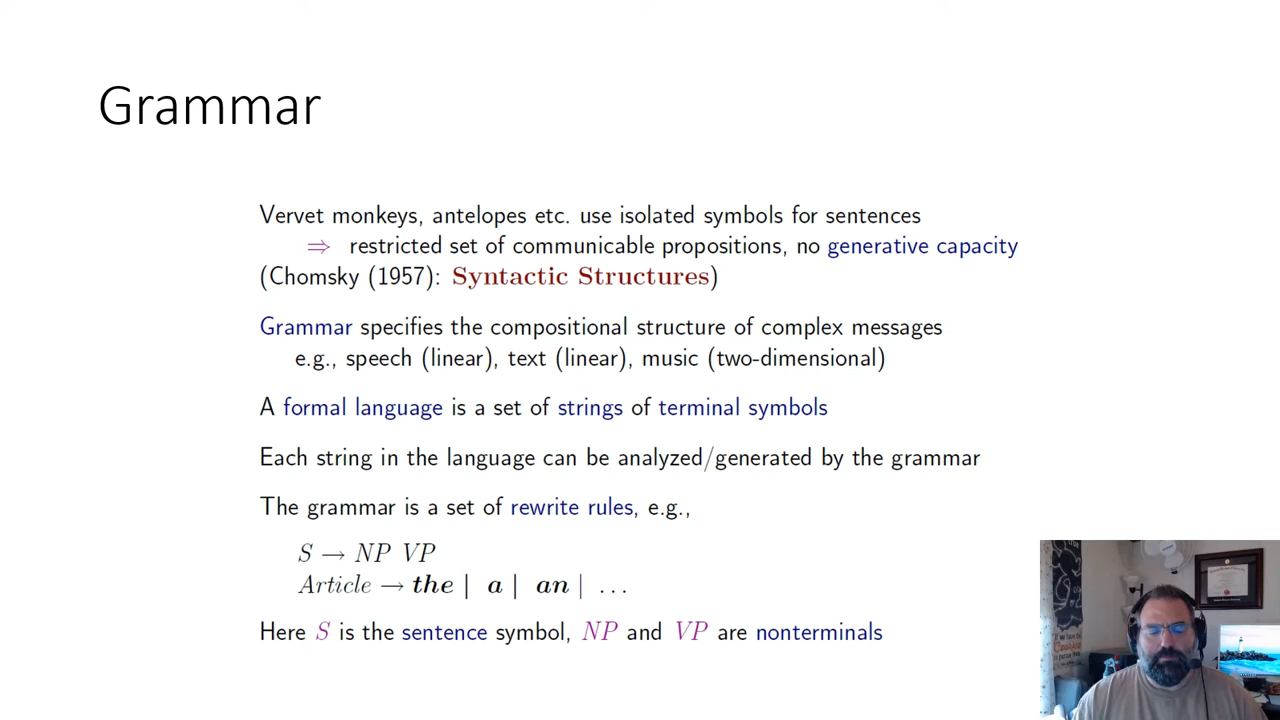 Grammar
Vervet monkeys, antelopes etc. use isolated symbols for sentences
⇒ restricted set of communicable propositions, no generative capacity
(Chomsky (1957): Syntactic Structures)
Grammar specifies the compositional structure of complex messages
e.g., speech (linear), text (linear), music (two-dimensional)
A formal language is a set of strings of terminal symbols
Each string in the language can be analyzed/generated by the grammar
The grammar is a set of rewrite rules, e.g.,
S → NP VP
Article → the | a | an | ...
Here S is the sentence symbol, NP and VP are nonterminals